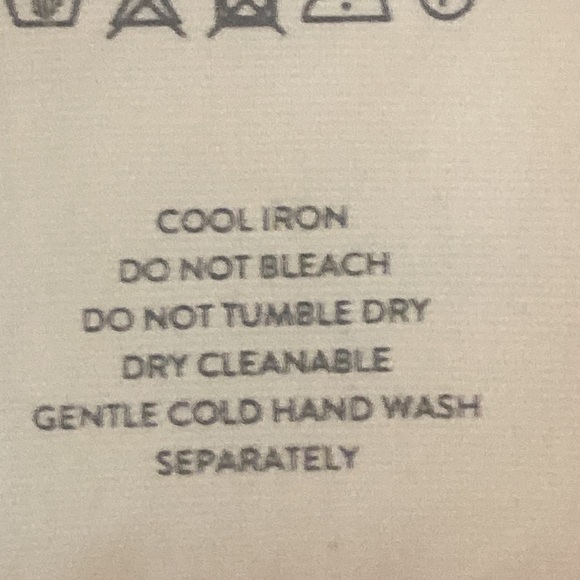 COOL IRON
DO NOT BLEACH
DO NOT TUMBLE DRY
DRY CLEANABLE
GENTLE COLD HAND WASH
SEPARATELY